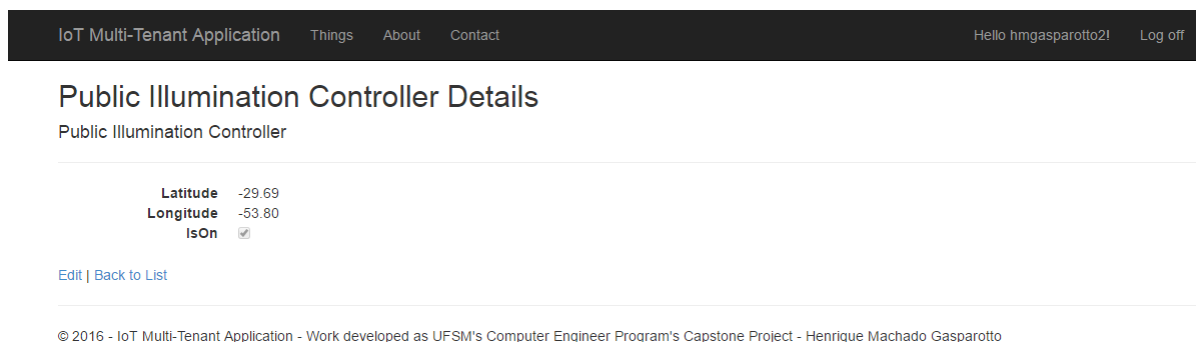 IoT Multi-Tenant Application Things About Contact Hello hmgasparotto2! Log off
Public Illumination Controller Details
Public Illumination Controller
Latitude -29.69
Longitude -53.80
IsOn
Edit | Back to List
© 2016 - IoT Multi-Tenant Application - Work developed as UFSM's Computer Engineer Program's Capstone Project - Henrique Machado Gasparotto